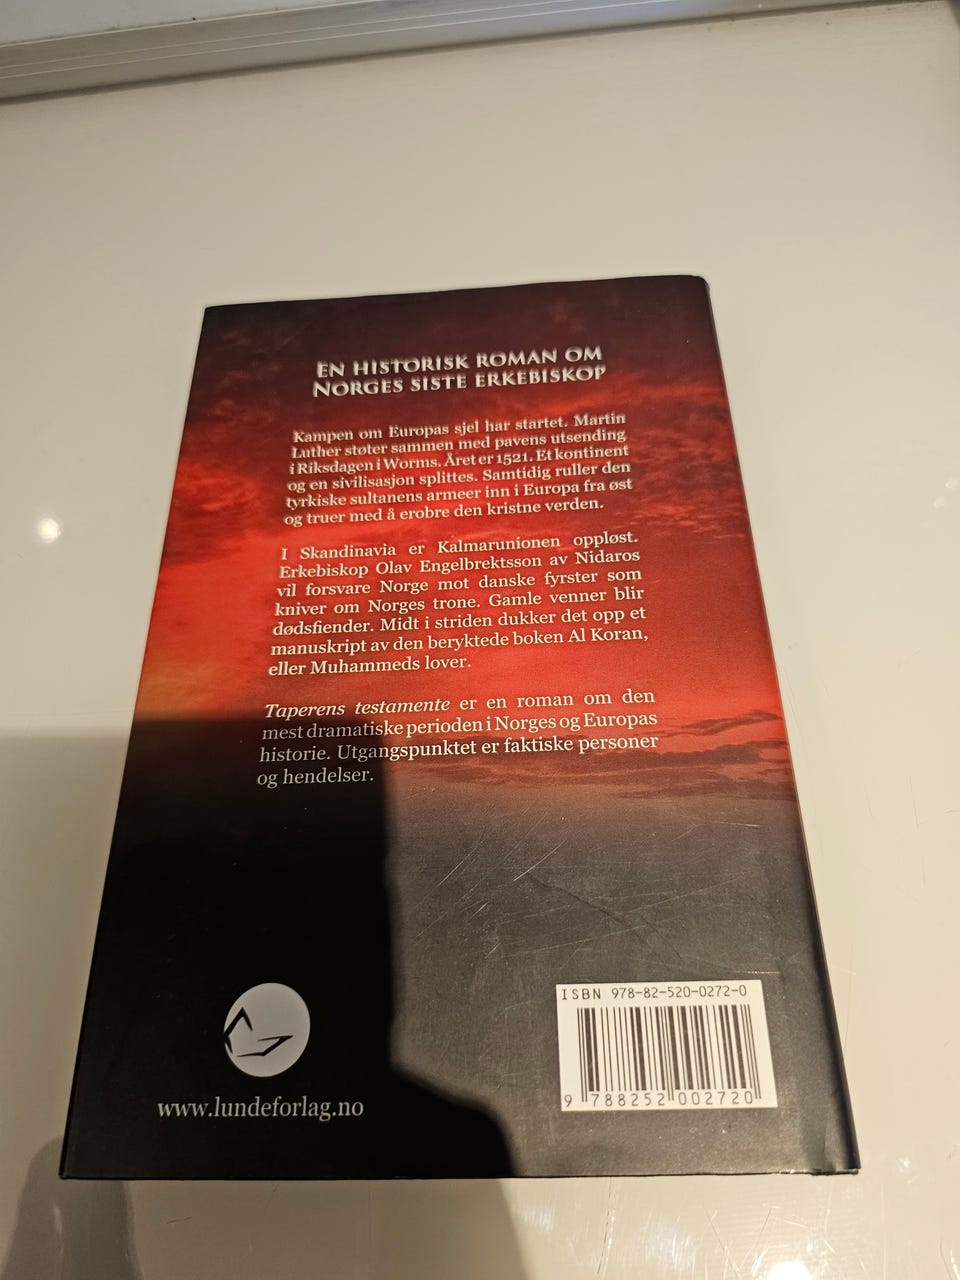 EN HISTORISK ROMAN OM
NORGES SISTE ERKEBISKOP
Kampen om Europas sjel har startet. Martin
Luther støter sammen med pavens utsending
i Riksdagen i Worms. Året er 1521. Et kontinent
og en sivilisasjon splittes. Samtidig ruller den
tyrkiske sultanens armeer inn i Europa fra øst
og truer med å erobre den kristne verden.
I Skandinavia er Kalmarunionen oppløst.
Erkebiskop Olav Engelbrektsson av Nidaros
vil forsvare Norge mot danske fyrster som
kniver om Norges trone. Gamle venner blir
dødsfiender. Midt i striden dukker det opp et
manuskript av den beryktede boken Al Koran,
eller Muhammeds lover.
Taperens testamente er en roman om den
mest dramatiske perioden i Norges og Europas
historie. Utgangspunktet er faktiske personer
og hendelser.
ISBN 978-82-520-0272-0
9 788252 002720
www.lundeforlag.no